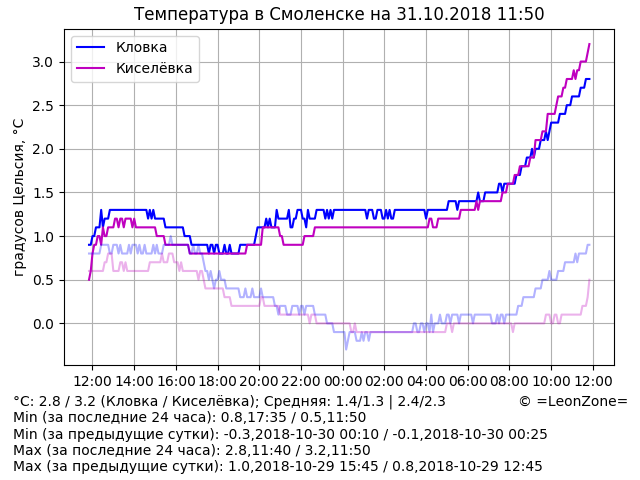 Температура в Смоленске на 31.10.2018 11:50
Кловка
Киселёвка
градусов Цельсия, °C
3.0
2.5
2.0
1.5
1.0
0.5
0.0
12:00 14:00 16:00 18:00 20:00 22:00 00:00 02:00 04:00 06:00 08:00 10:00 12:00
°C: 2.8 / 3.2 (Кловка / Киселёвка); Средняя: 1.4/1.3 | 2.4/2.3 © =LeonZone=
Min (за последние 24 часа): 0.8,17:35 / 0.5,11:50
Min (за предыдущие сутки): -0.3,2018-10-30 00:10 / -0.1,2018-10-30 00:25
Max (за последние 24 часа): 2.8,11:40 / 3.2,11:50
Max (за предыдущие сутки): 1.0,2018-10-29 15:45 / 0.8,2018-10-29 12:45